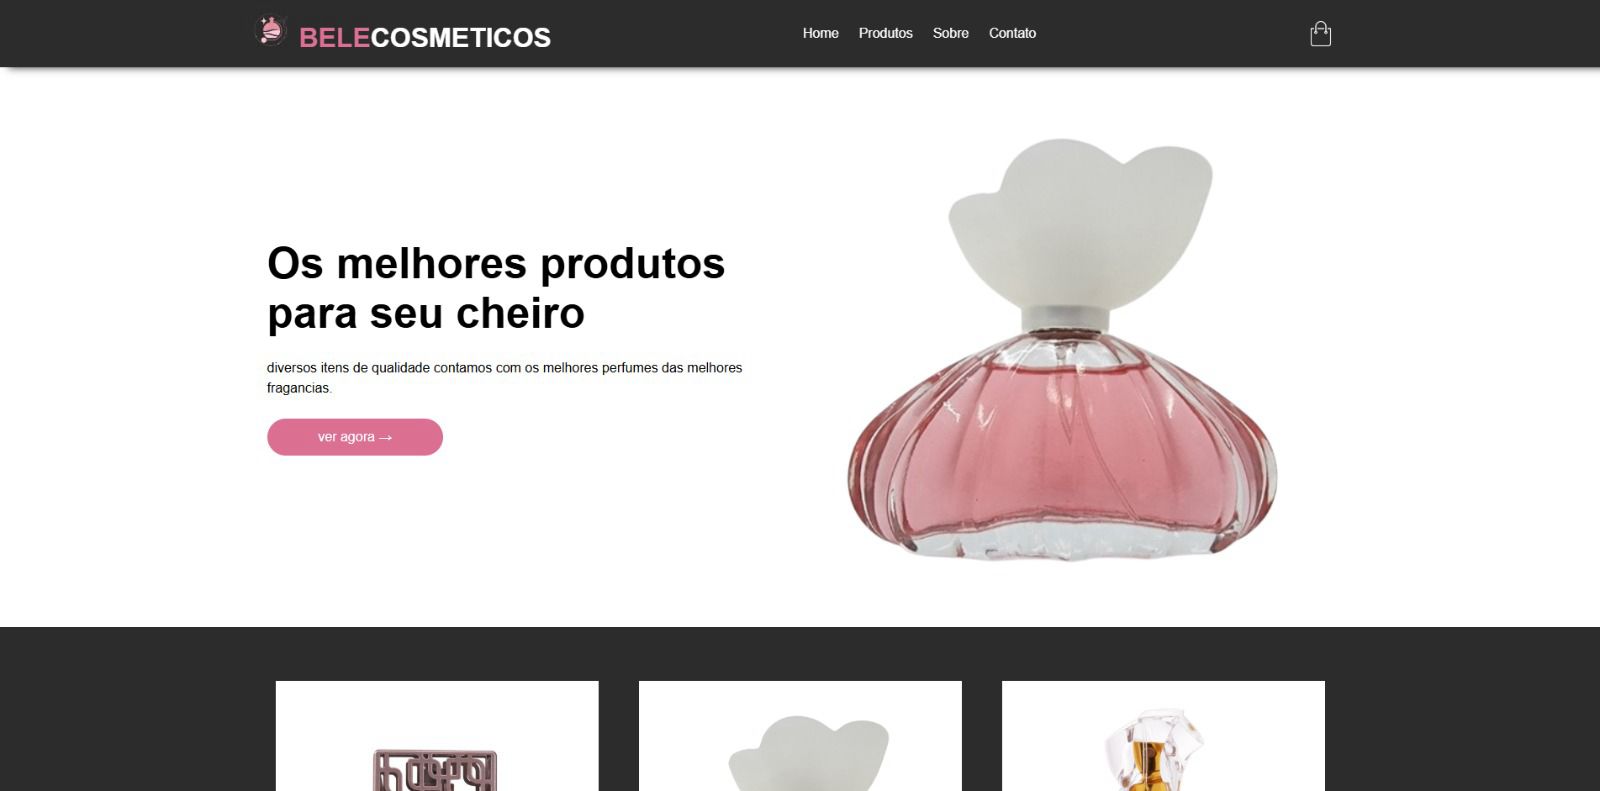 BELECOSMETICOS
Home Produtos Sobre Contato
Os melhores produtos
para seu cheiro
diversos itens de qualidade contamos com os melhores perfumes das melhores
fragancias.
ver agora →